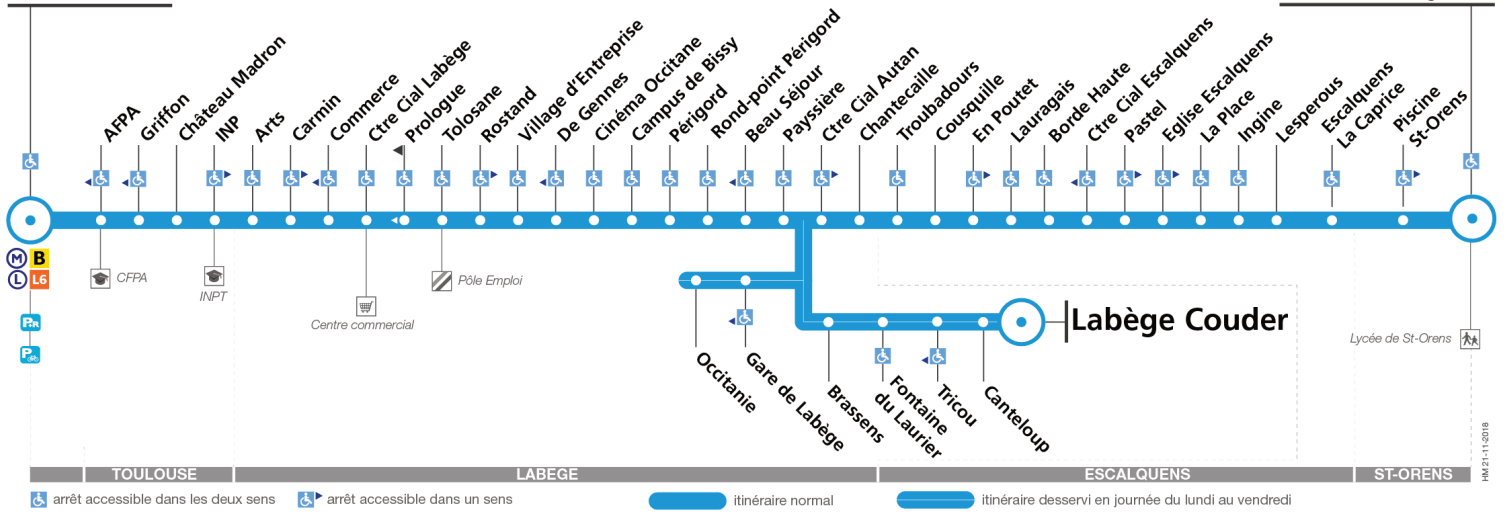 AFPA
Griffon
Château Madron
INP
Arts
Carmin
Commerce
Ctre Cial Labège
Prologue
Tolosane
Rostand
Village d'Entreprise
De Gennes
Cinéma Occitane
Campus de Bissy
Périgord
Rond-point Périgord
Beau Séjour
Payssière
Ctre Cial Autan
Chantecaille
Troubadours
Cousquille
En Poutet
Lauragais
Borde Haute
Ctre Cial Escalquens
Pastel
Eglise Escalquens
La Place
Ingine
Lesperous
Escalquens
La Caprice
Piscine
St-Orens
M B
L L6
P+R
P
CFPA
INPT
Centre commercial
Pôle Emploi
Occitanie
Gare de Labège
Brassens
Fontaine
du Laurier
Tricou
Canteloup
Labège Couder
Lycée de St-Orens
HM 21-11-2018
TOULOUSE
LABEGE
ESCALQUENS
ST-ORENS
arrêt accessible dans les deux sens
arrêt accessible dans un sens
itinéraire normal
itinéraire desservi en journée du lundi au vendredi